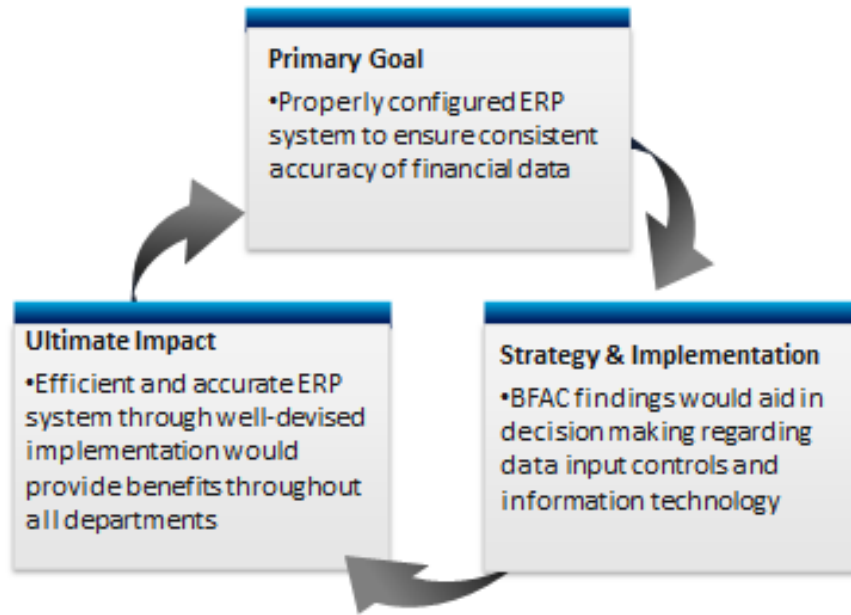 Primary Goal
•Properly configured ERP
system to ensure consistent
accuracy of financial data
Ultimate Impact
•Efficient and accurate ERP
system through well-devised
implementation would
provide benefits throughout
all departments
Strategy & Implementation
•BFAC findings would aid in
decision making regarding
data input controls and
information technology